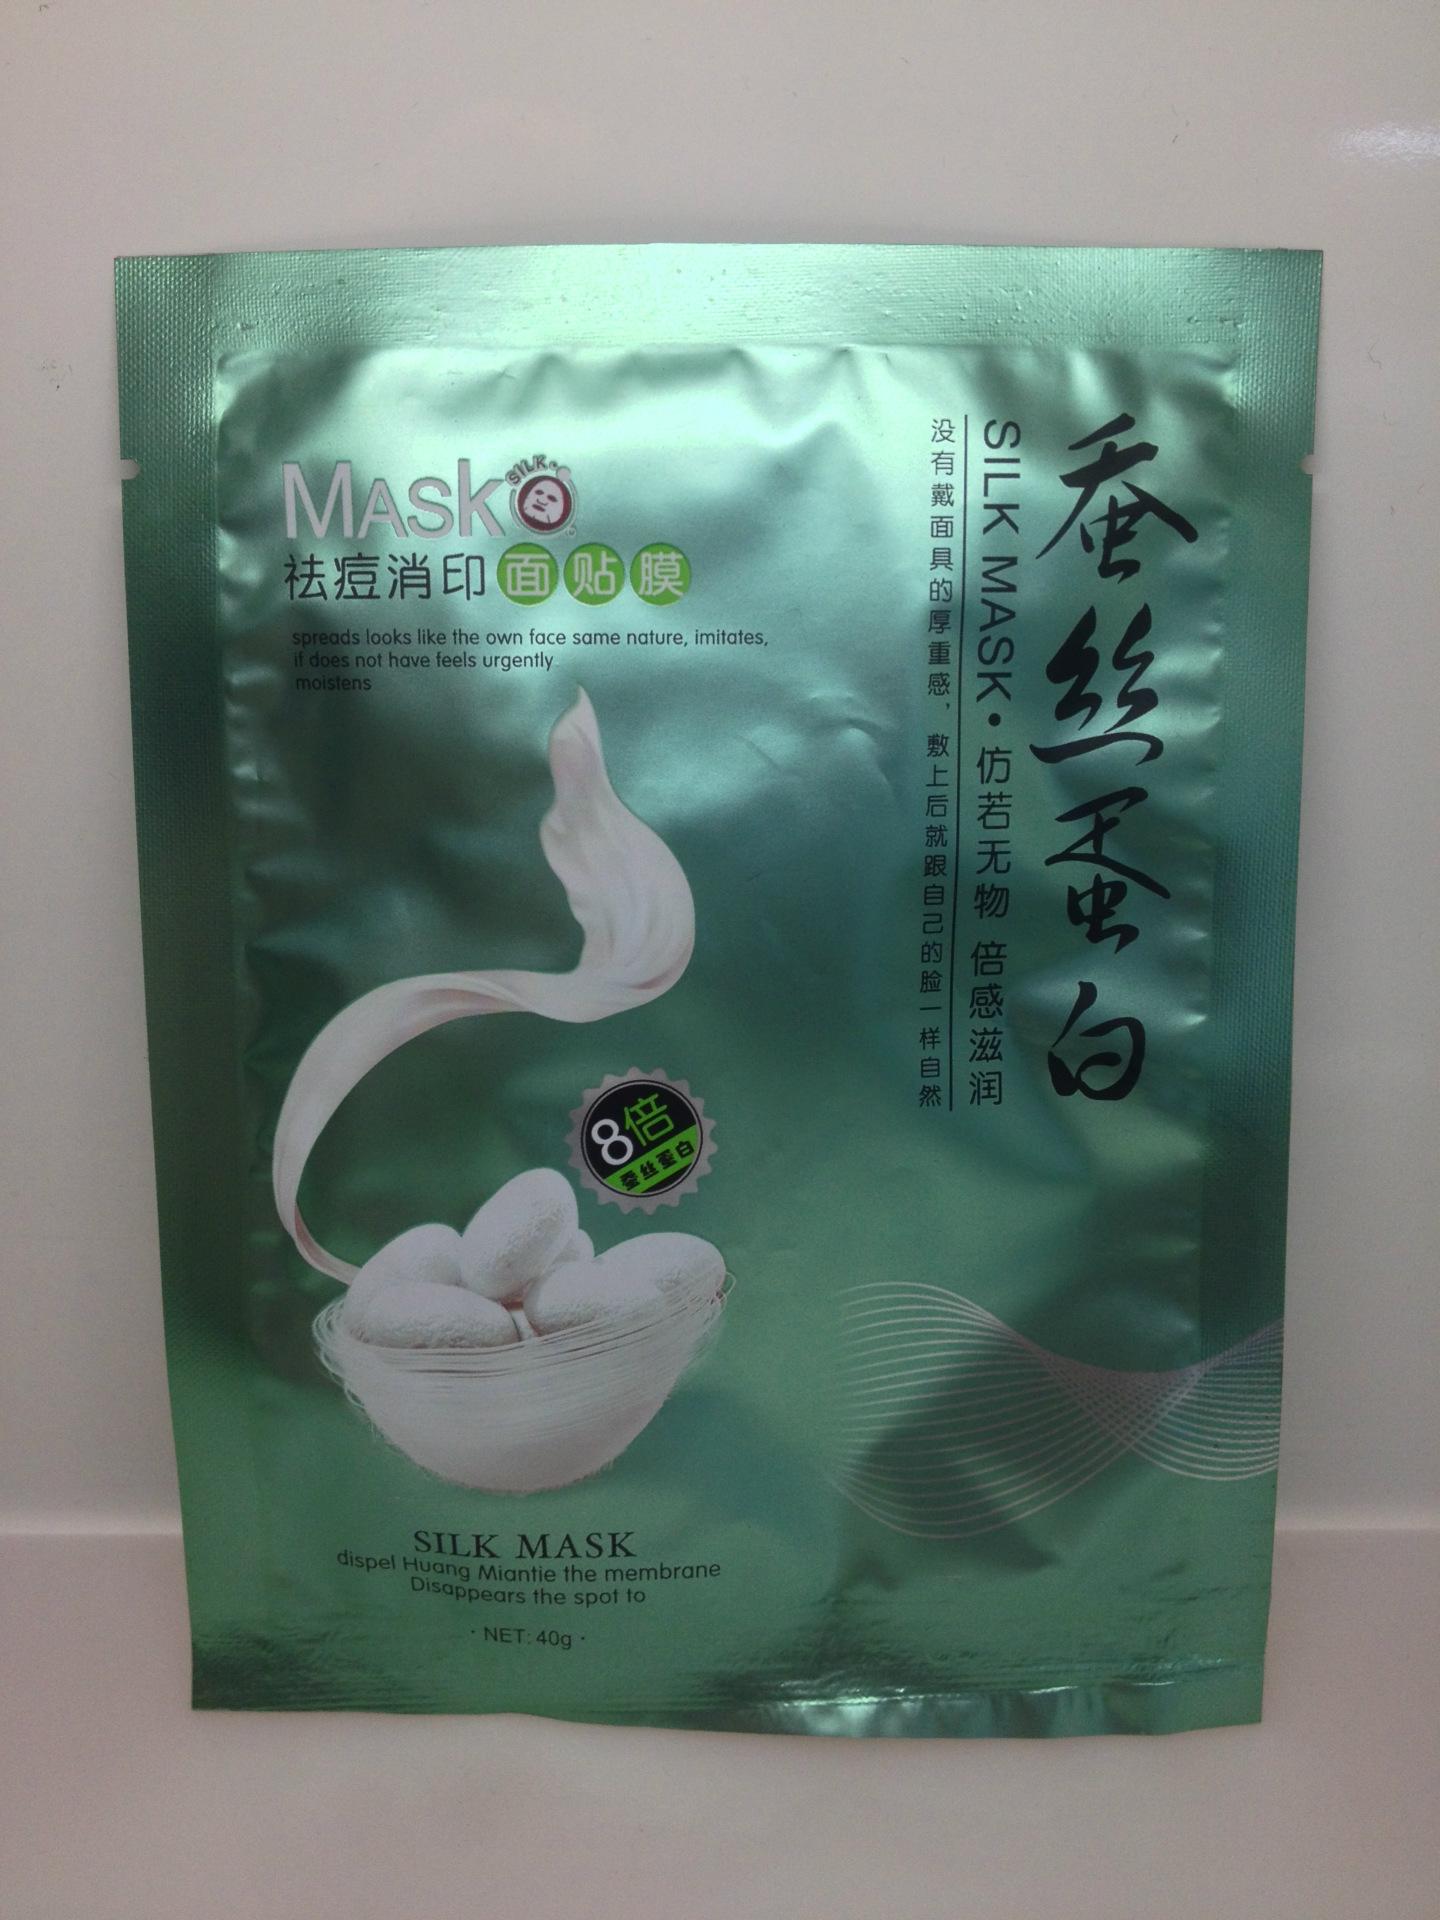 MASK
SILK
祛痘消印面贴膜
spreads looks like the own face same nature, imitates,
if does not have feels urgently
moistens
蚕丝蛋白
SILK MASK·仿若无物 倍感滋润
没有戴面具的厚重感，敷上后就跟自己的脸一样自然
8倍
蚕丝蛋白
SILK MASK
dispel Huang Miantie the membrane
Disappears the spot to
· NET: 40g ·